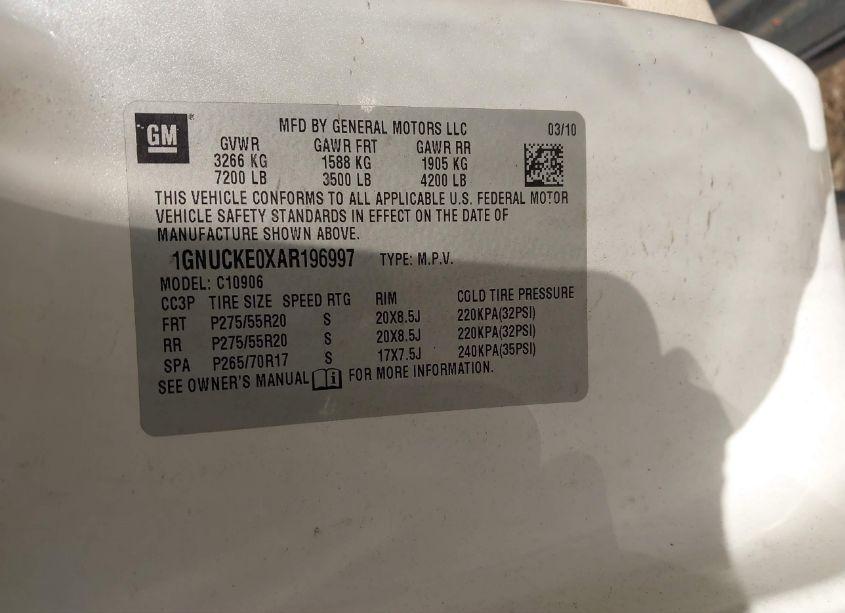 GM
MFD BY GENERAL MOTORS LLC 03/10
GVWR GAWR FRT GAWR RR
3266 KG 1588 KG 1905 KG
7200 LB 3500 LB 4200 LB
THIS VEHICLE CONFORMS TO ALL APPLICABLE U.S. FEDERAL MOTOR
VEHICLE SAFETY STANDARDS IN EFFECT ON THE DATE OF
MANUFACTURE SHOWN ABOVE.
1GNUCKE0XAR196997 TYPE: M.P.V.
MODEL: C10906
CC3P TIRE SIZE SPEED RTG RIM COLD TIRE PRESSURE
FRT P275/55R20 S 20X8.5J 220KPA(32PSI)
RR P275/55R20 S 20X8.5J 220KPA(32PSI)
SPA P265/70R17 S 17X7.5J 240KPA(35PSI)
SEE OWNER'S MANUAL FOR MORE INFORMATION.